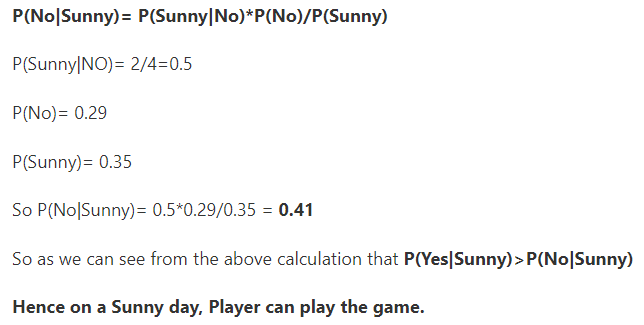 P(No|Sunny)= P(Sunny|No)*P(No)/P(Sunny)
P(Sunny|NO)= 2/4=0.5
P(No)= 0.29
P(Sunny)= 0.35
So P(No|Sunny)= 0.5*0.29/0.35 = 0.41
So as we can see from the above calculation that P(Yes|Sunny)>P(No|Sunny)
Hence on a Sunny day, Player can play the game.